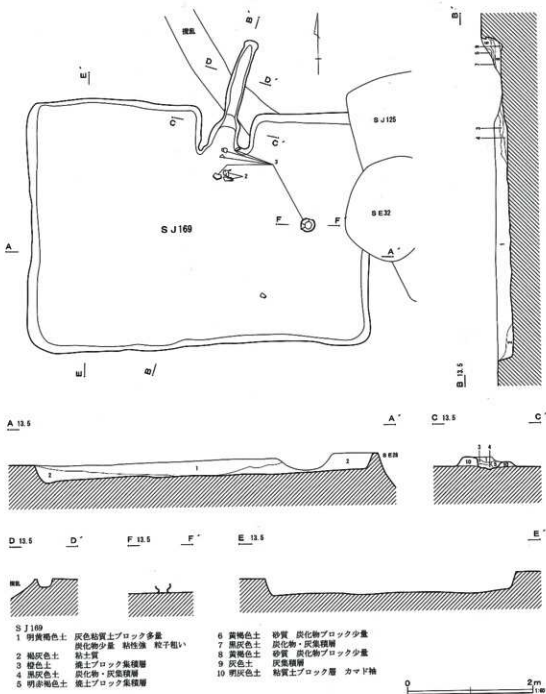 B´
攪乱
D
E´
D´
C
C´
SJ125
3
2
SE32
SJ169
F F´
A A´
E
B
B´
1
2
B 13.5
A 13.5 A´
SE28
2 1 2
C 13.5 C´
3 4
10
D 13.5 D´
攪乱
F 13.5 F´
E 13.5 E´
SJ169
1 明黄褐色土 灰色粘質土ブロック多量
炭化物少量 粘性強 粒子粗い
2 褐灰色土 粘土質
3 橙色土 焼土ブロック集積層
4 黒灰色土 炭化物・灰集積層
5 明赤褐色土 焼土ブロック集積層
6 黄褐色土 砂質 炭化物ブロック少量
7 黒灰色土 炭化物・灰集積層
8 黄褐色土 砂質 炭化物ブロック少量
9 灰色土 灰集積層
10 明灰色土 粘質土ブロック層 カマド袖
0 2m
1:60